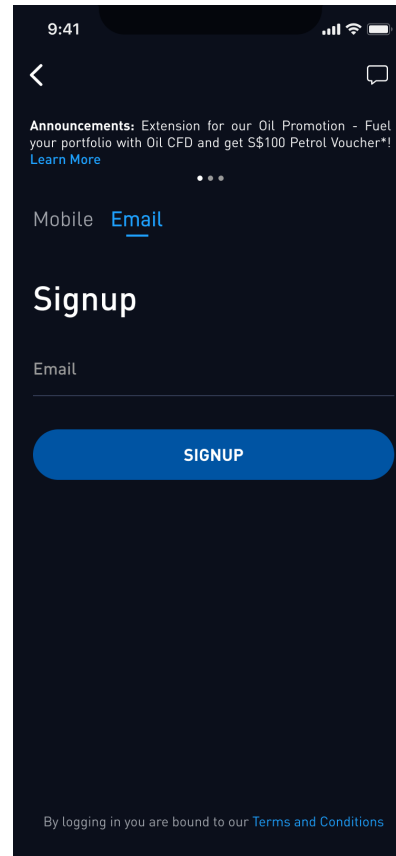 9:41
Announcements: Extension for our Oil Promotion - Fuel
your portfolio with Oil CFD and get S$100 Petrol Voucher*!
Learn More
Mobile Email
Signup
Email
SIGNUP
By logging in you are bound to our Terms and Conditions